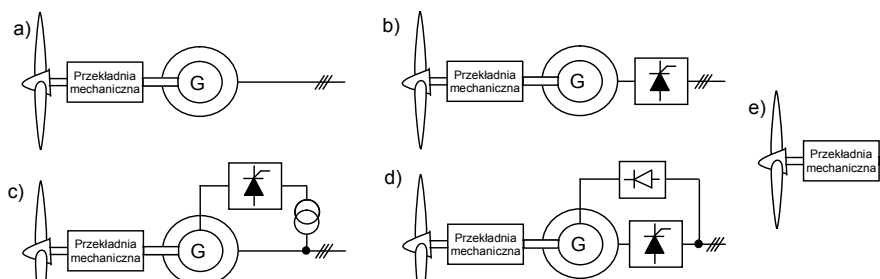 a)
Przekładnia
mechaniczna
G
b)
Przekładnia
mechaniczna
G
c)
Przekładnia
mechaniczna
G
d)
Przekładnia
mechaniczna
G
e)
Przekładnia
mechaniczna